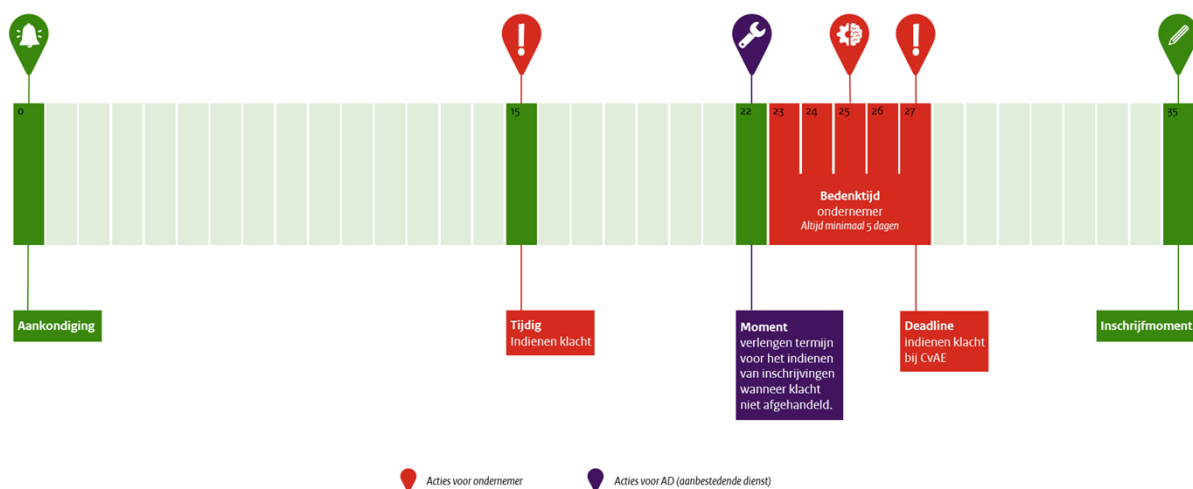 0
15
22
23
24
25
26
27
35
Bedenktijd
ondernemer
Altijd minimaal 5 dagen
Aankondiging
Tijdig
Indienen klacht
Moment
verlengen termijn
voor het indienen
van inschrijvingen
wanneer klacht
niet afgehandeld.
Deadline
indienen klacht
bij CvAE
Inschrijfmoment
Acties voor ondernemer
Acties voor AD (aanbestedende dienst)